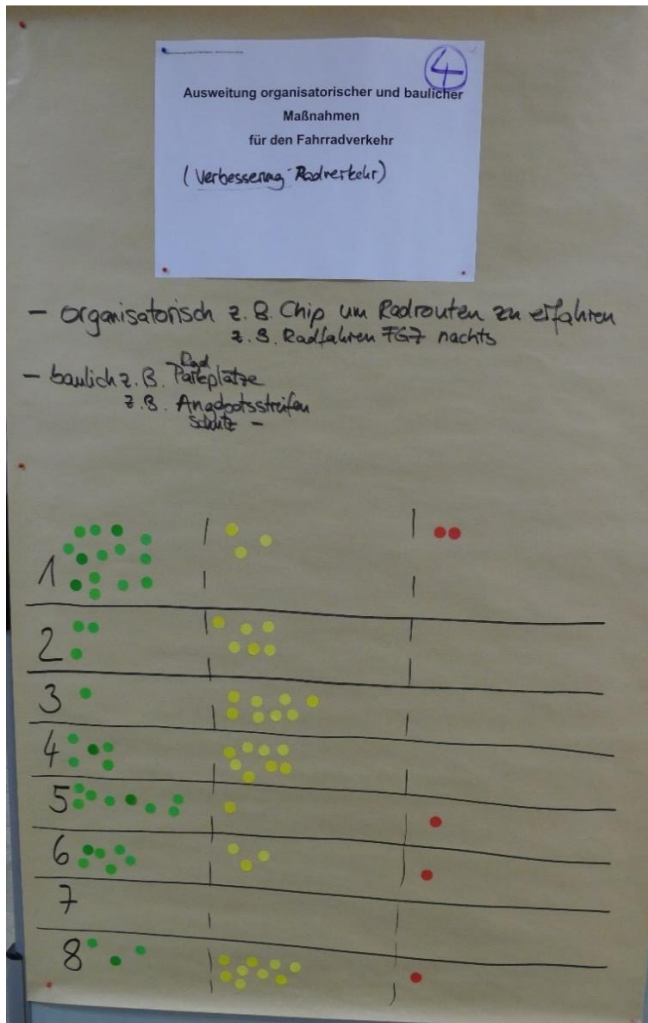 4
Ausweitung organisatorischer und baulicher
Maßnahmen
für den Fahrradverkehr
(Verbesserung Radverkehr)
- organisatorisch z.B. Chip um Radrouten zu erfahren
z.B. Radfahren FGZ nachts
- baulich z.B. Rad Parkplätze
z.B. Angebotsstreifen
Schutz -
1
2
3
4
5
6
7
8